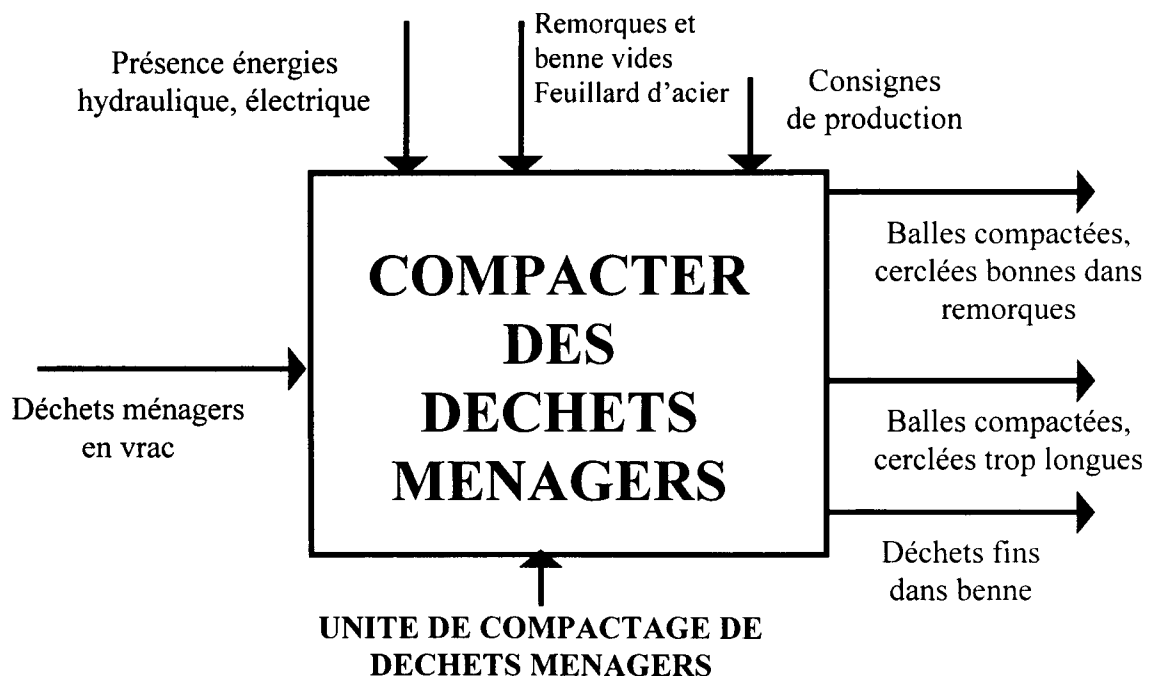 Présence énergies
hydraulique, électrique
Remorques et
benne vides
Feuillard d'acier
Consignes
de production
Déchets ménagers
en vrac
COMPACTER
DES
DECHETS
MENAGERS
Balles compactées,
cerclées bonnes dans
remorques
Balles compactées,
cerclées trop longues
Déchets fins
dans benne
UNITE DE COMPACTAGE DE
DECHETS MENAGERS